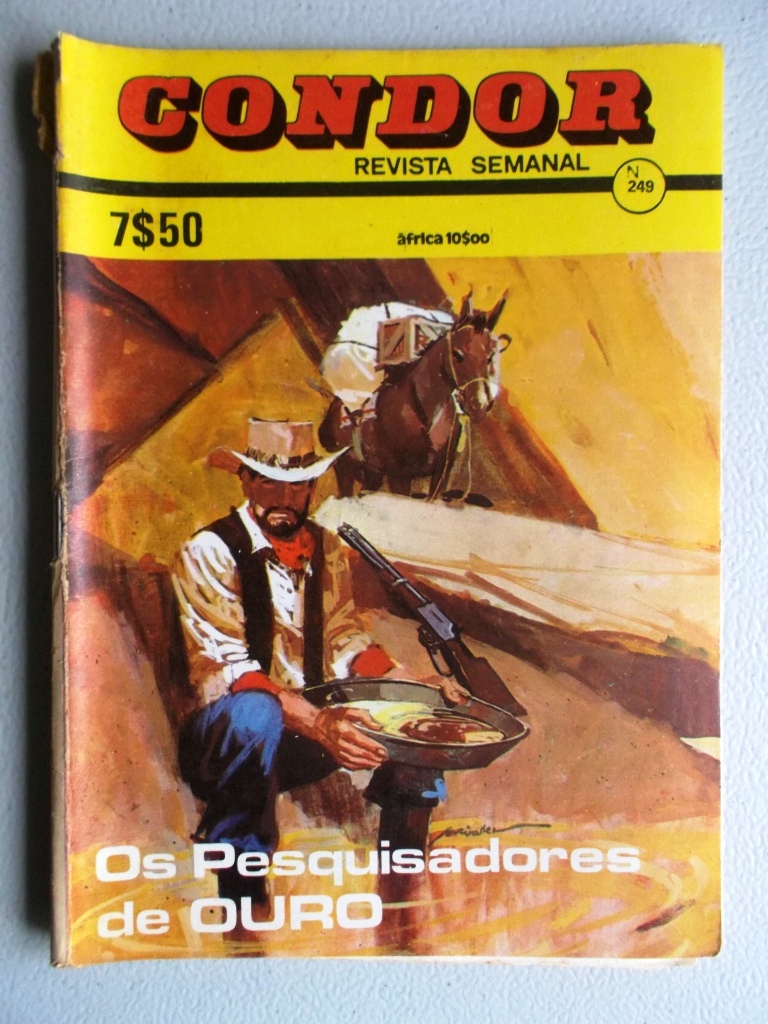 CONDOR
REVISTA SEMANAL
N
249
7$50
áfrica 10$00
Os Pesquisadores
de OURO